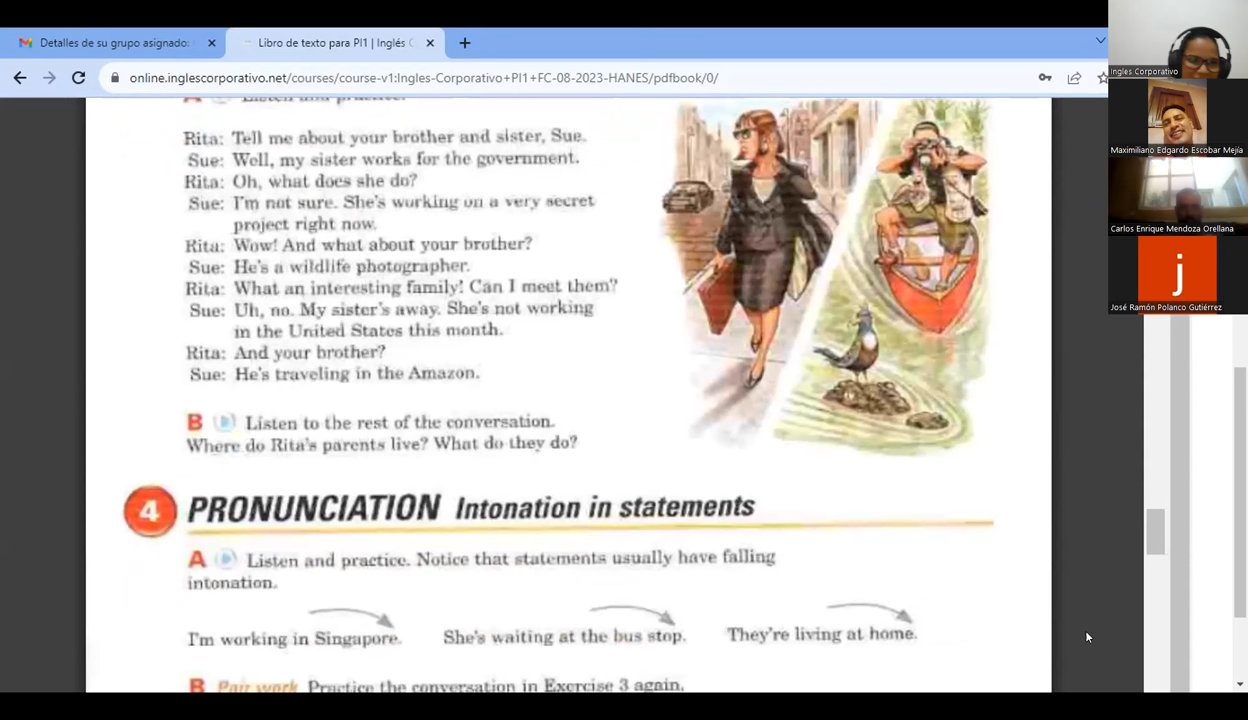 Detalles de su grupo asignado:
Libro de texto para PI1 | Inglés C
online.inglescorporativo.net/courses/course-v1:Ingles-Corporativo+PI1+FC-08-2023-HANES/pdfbook/0/
Ingles Corporativo
Maximiliano Edgardo Escobar Mejía
Carlos Enrique Mendoza Orellana
j
José Ramón Polanco Gutiérrez
A Listen and practice.
Rita: Tell me about your brother and sister, Sue.
Sue: Well, my sister works for the government.
Rita: Oh, what does she do?
Sue: I'm not sure. She's working on a very secret
project right now.
Rita: Wow! And what about your brother?
Sue: He's a wildlife photographer.
Rita: What an interesting family! Can I meet them?
Sue: Uh, no. My sister's away. She's not working
in the United States this month.
Rita: And your brother?
Sue: He's traveling in the Amazon.
B Listen to the rest of the conversation.
Where do Rita's parents live? What do they do?
4 PRONUNCIATION Intonation in statements
A Listen and practice. Notice that statements usually have falling
intonation.
I'm working in Singapore. She's waiting at the bus stop. They're living at home.
B Pair work Practice the conversation in Exercise 3 again.